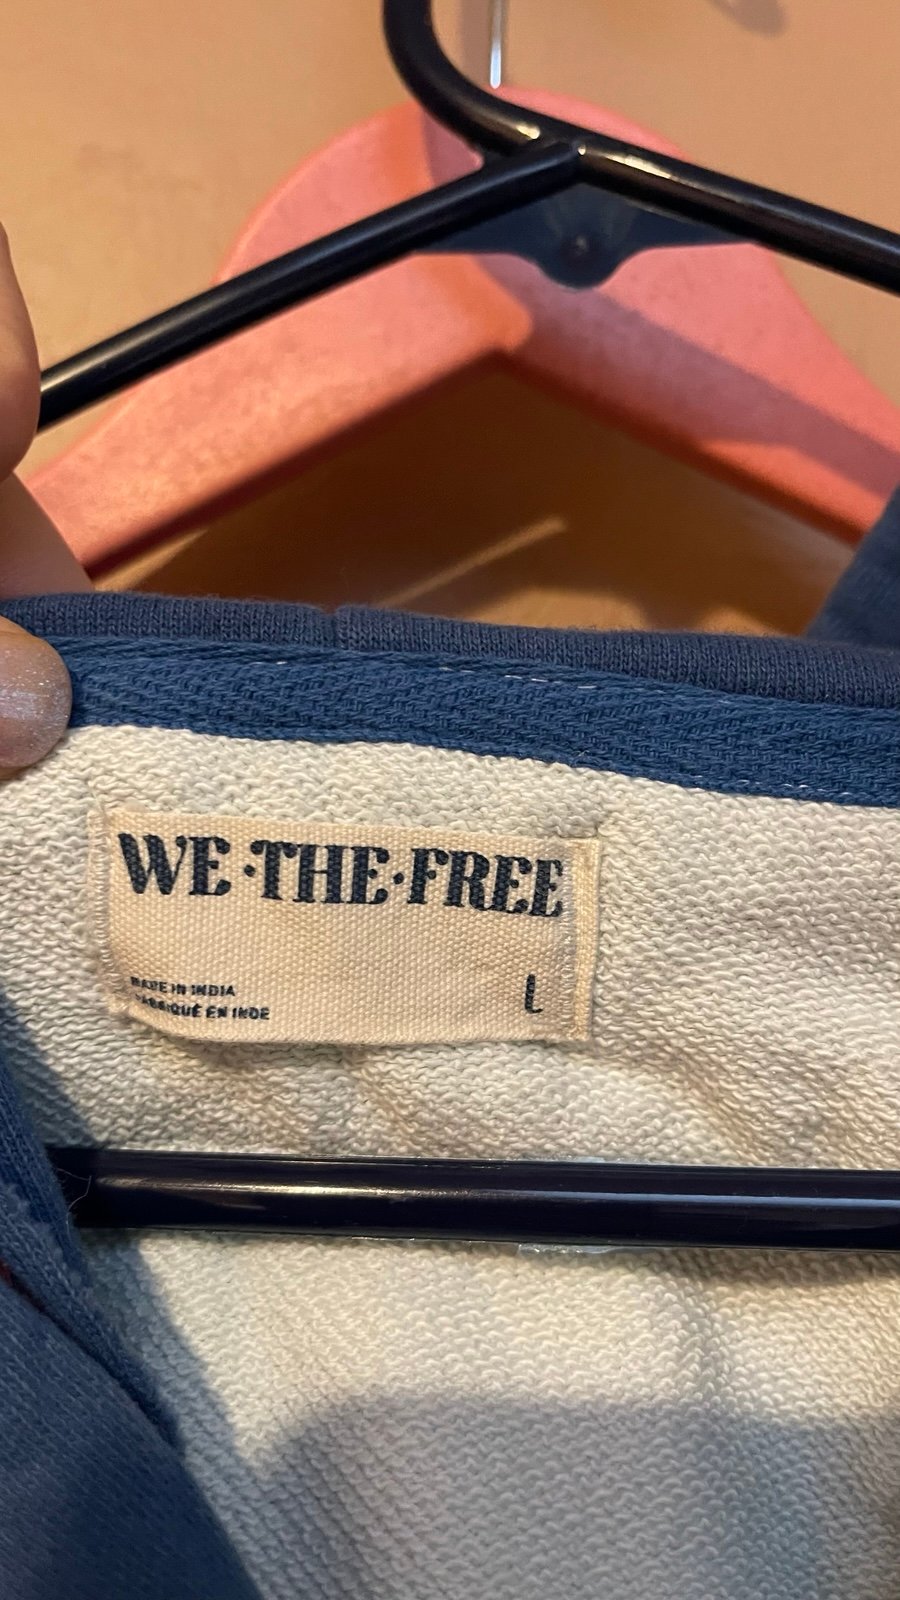 WE·THE·FREE
MADE IN INDIA
FABRIQUÉ EN INDE
L